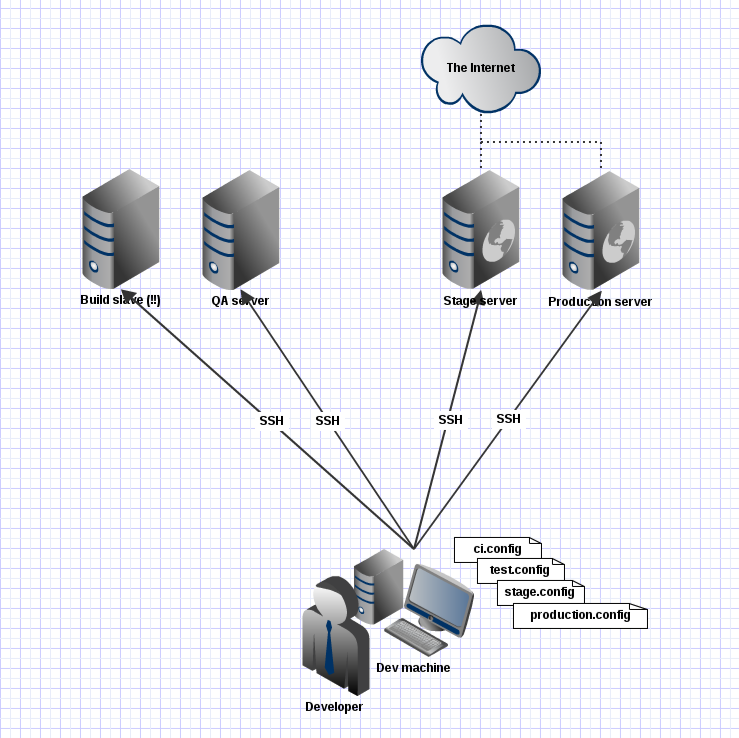 The Internet
Build slave (!!)
QA server
Stage server
Production server
SSH
SSH
SSH
SSH
ci.config
test.config
stage.config
production.config
Dev machine
Developer